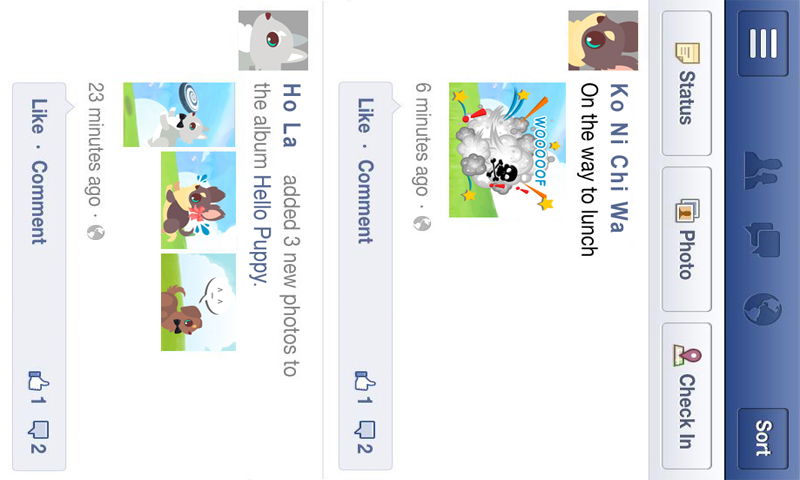 Sort
Status
Photo
Check In
Ko Ni Chi Wa
On the way to lunch
WOOOOOF
6 minutes ago ·
Like · Comment
1
2
Ho La added 3 new photos to
the album Hello Puppy.
^_^
23 minutes ago ·
Like · Comment
1
2